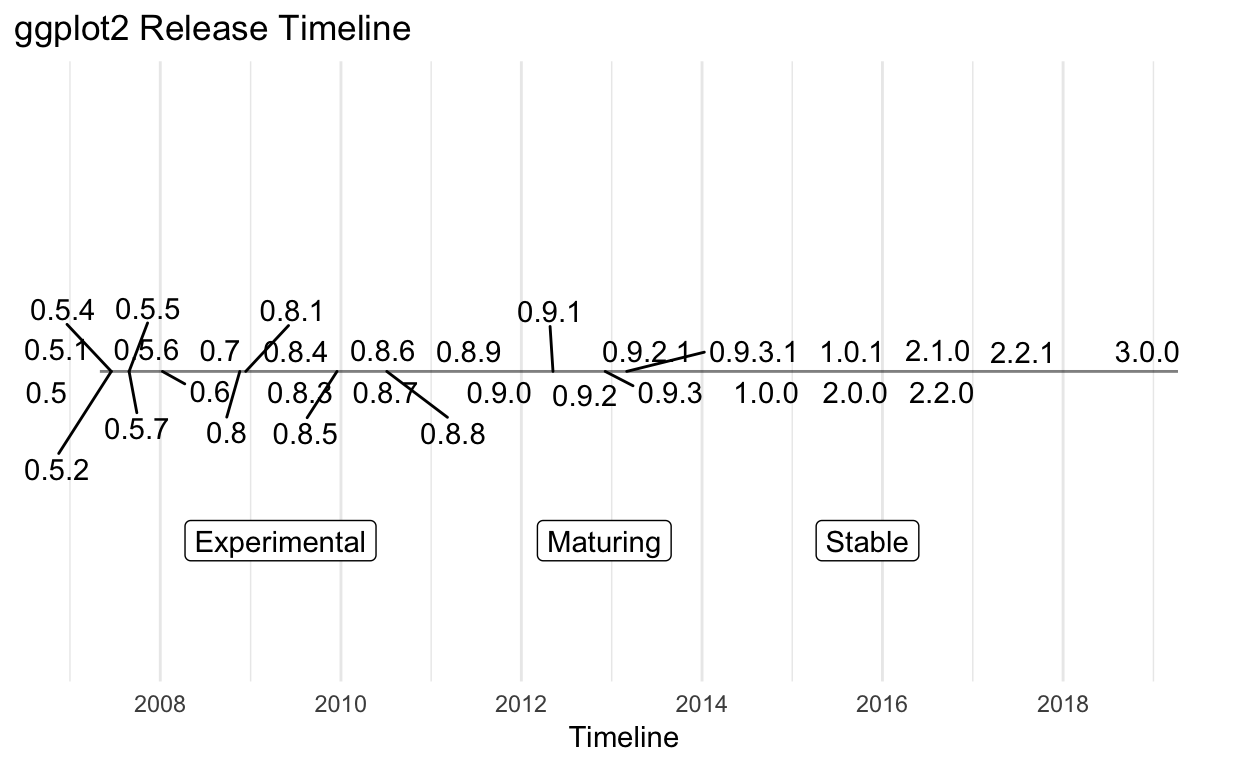 ggplot2 Release Timeline
0.5.4 0.5.5 0.8.1 0.9.1
0.5.1 0.5.6 0.7 0.8.4 0.8.6 0.8.9 0.9.2.1 0.9.3.1 1.0.1 2.1.0 2.2.1 3.0.0
0.5 0.6 0.8.3 0.8.7 0.9.0 0.9.2 0.9.3 1.0.0 2.0.0 2.2.0
0.5.7 0.8 0.8.5 0.8.8
0.5.2
Experimental Maturing Stable
2008 2010 2012 2014 2016 2018
Timeline